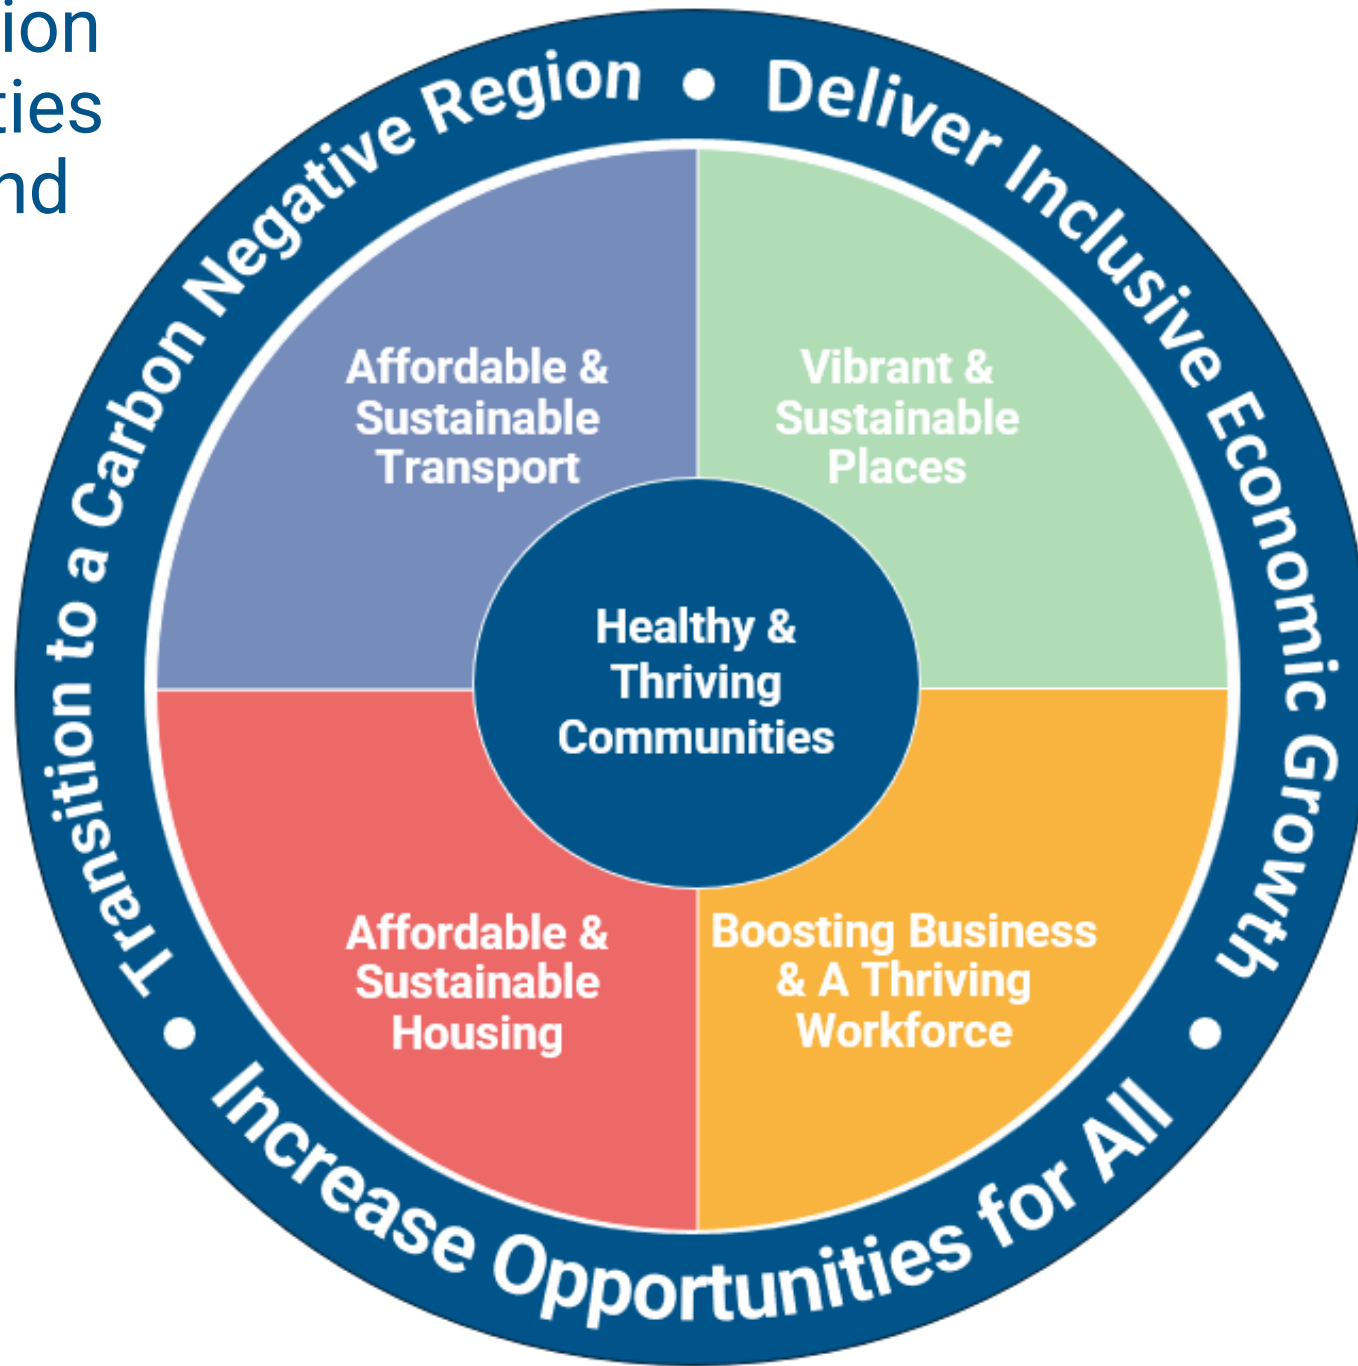 ion
ties
nd
Transition to a Carbon Negative Region • Deliver Inclusive Economic Growth • Increase Opportunities for All •
Affordable &
Sustainable
Transport
Vibrant &
Sustainable
Places
Healthy &
Thriving
Communities
Affordable &
Sustainable
Housing
Boosting Business
& A Thriving
Workforce